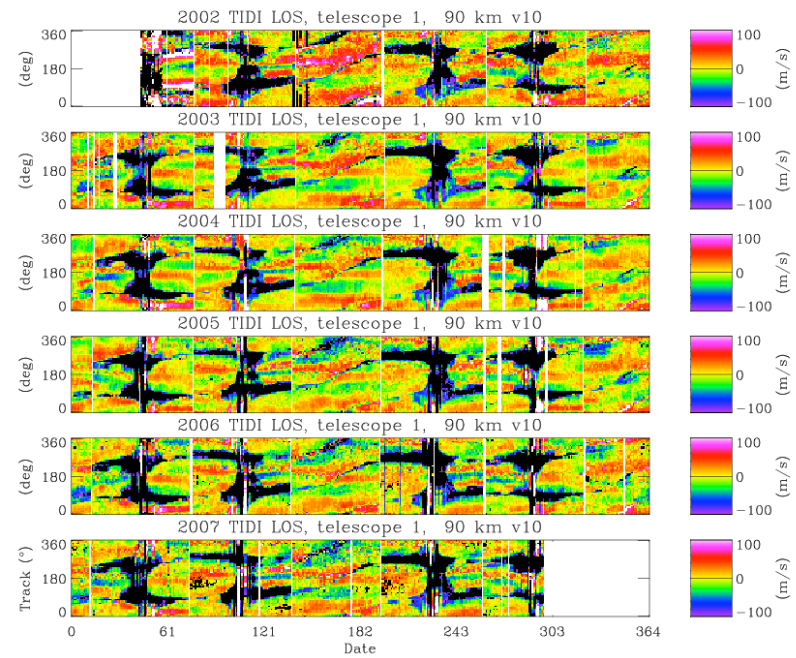 2002 TIDI LOS, telescope 1, 90 km v10
360
180
0
(deg)
100
0
−100
(m/s)
2003 TIDI LOS, telescope 1, 90 km v10
360
180
0
(deg)
100
0
−100
(m/s)
2004 TIDI LOS, telescope 1, 90 km v10
360
180
0
(deg)
100
0
−100
(m/s)
2005 TIDI LOS, telescope 1, 90 km v10
360
180
0
(deg)
100
0
−100
(m/s)
2006 TIDI LOS, telescope 1, 90 km v10
360
180
0
(deg)
100
0
−100
(m/s)
2007 TIDI LOS, telescope 1, 90 km v10
360
180
0
Track (°)
100
0
−100
(m/s)
0 61 121 182 243 303 364
Date